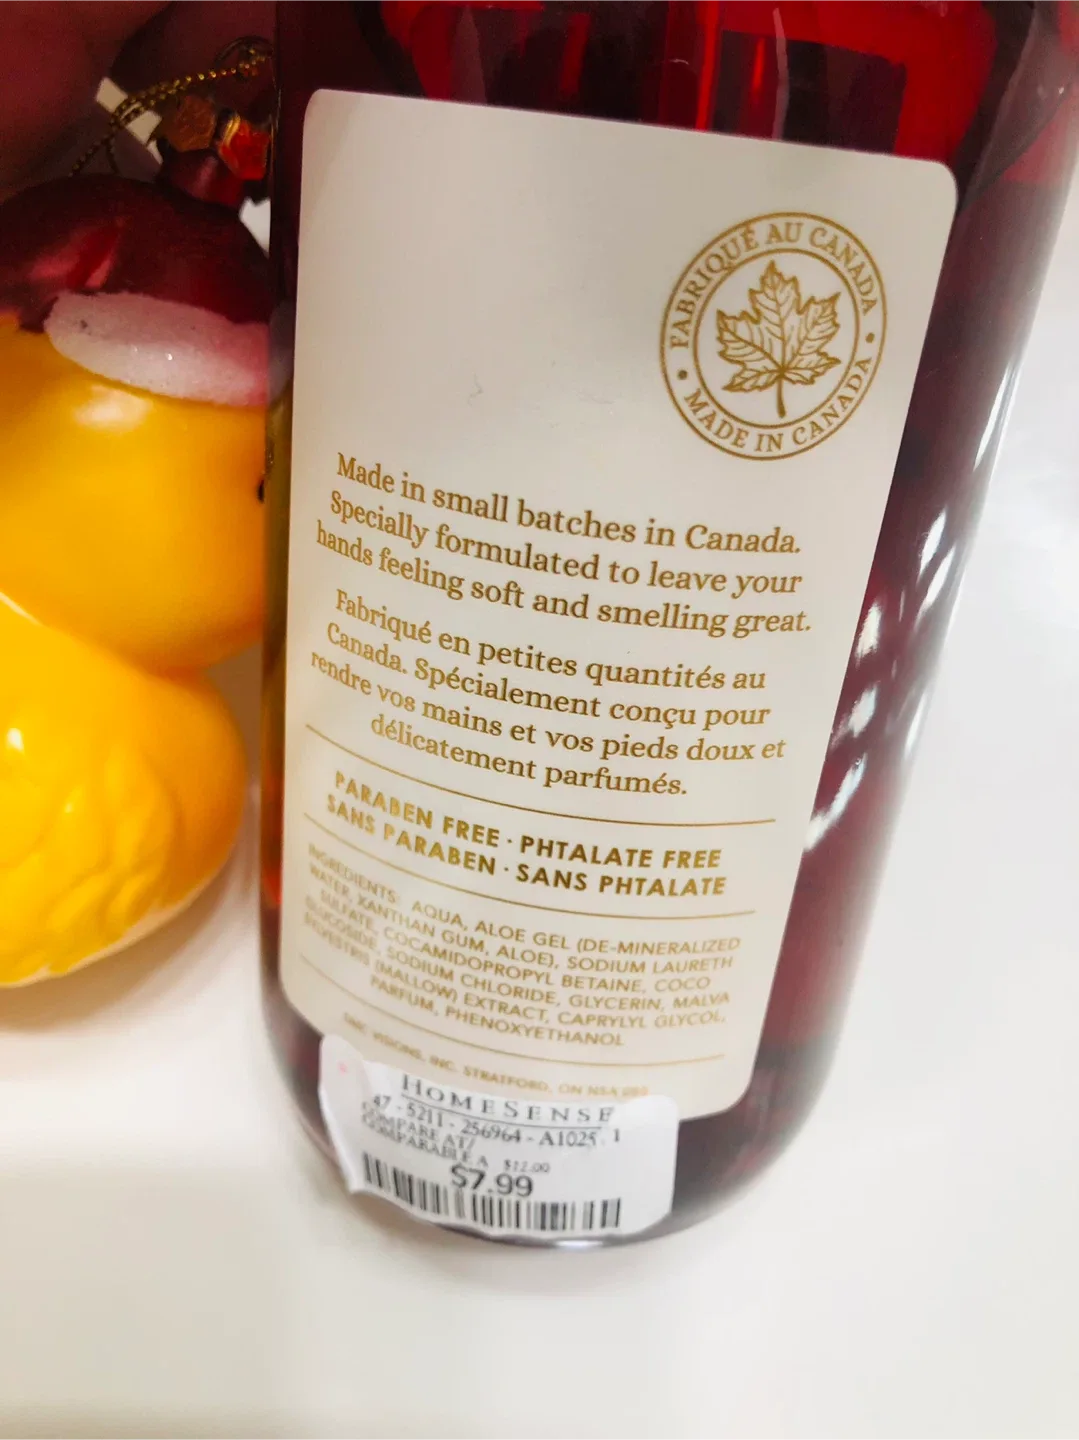 FABRIQUÉ AU CANADA
• MADE IN CANADA •
Made in small batches in Canada.
Specially formulated to leave your
hands feeling soft and smelling great.
Fabriqué en petites quantités au
Canada. Spécialement conçu pour
rendre vos mains et vos pieds doux et
délicatement parfumés.
PARABEN FREE · PHTALATE FREE
SANS PARABEN · SANS PHTALATE
INGREDIENTS: AQUA, ALOE GEL (DE-MINERALIZED
WATER, XANTHAN GUM, ALOE), SODIUM LAURETH
SULFATE, COCAMIDOPROPYL BETAINE, COCO
GLUCOSIDE, SODIUM CHLORIDE, GLYCERIN, MALVA
SYLVESTRIS (MALLOW) EXTRACT, CAPRYLYL GLYCOL,
PARFUM, PHENOXYETHANOL
VISIONS, INC. STRATFORD, ON
HOMESENSE
47 - 5211 - 256964 - A1025 . 1
COMPARE AT/
COMPARABLE A $12.00
$7.99